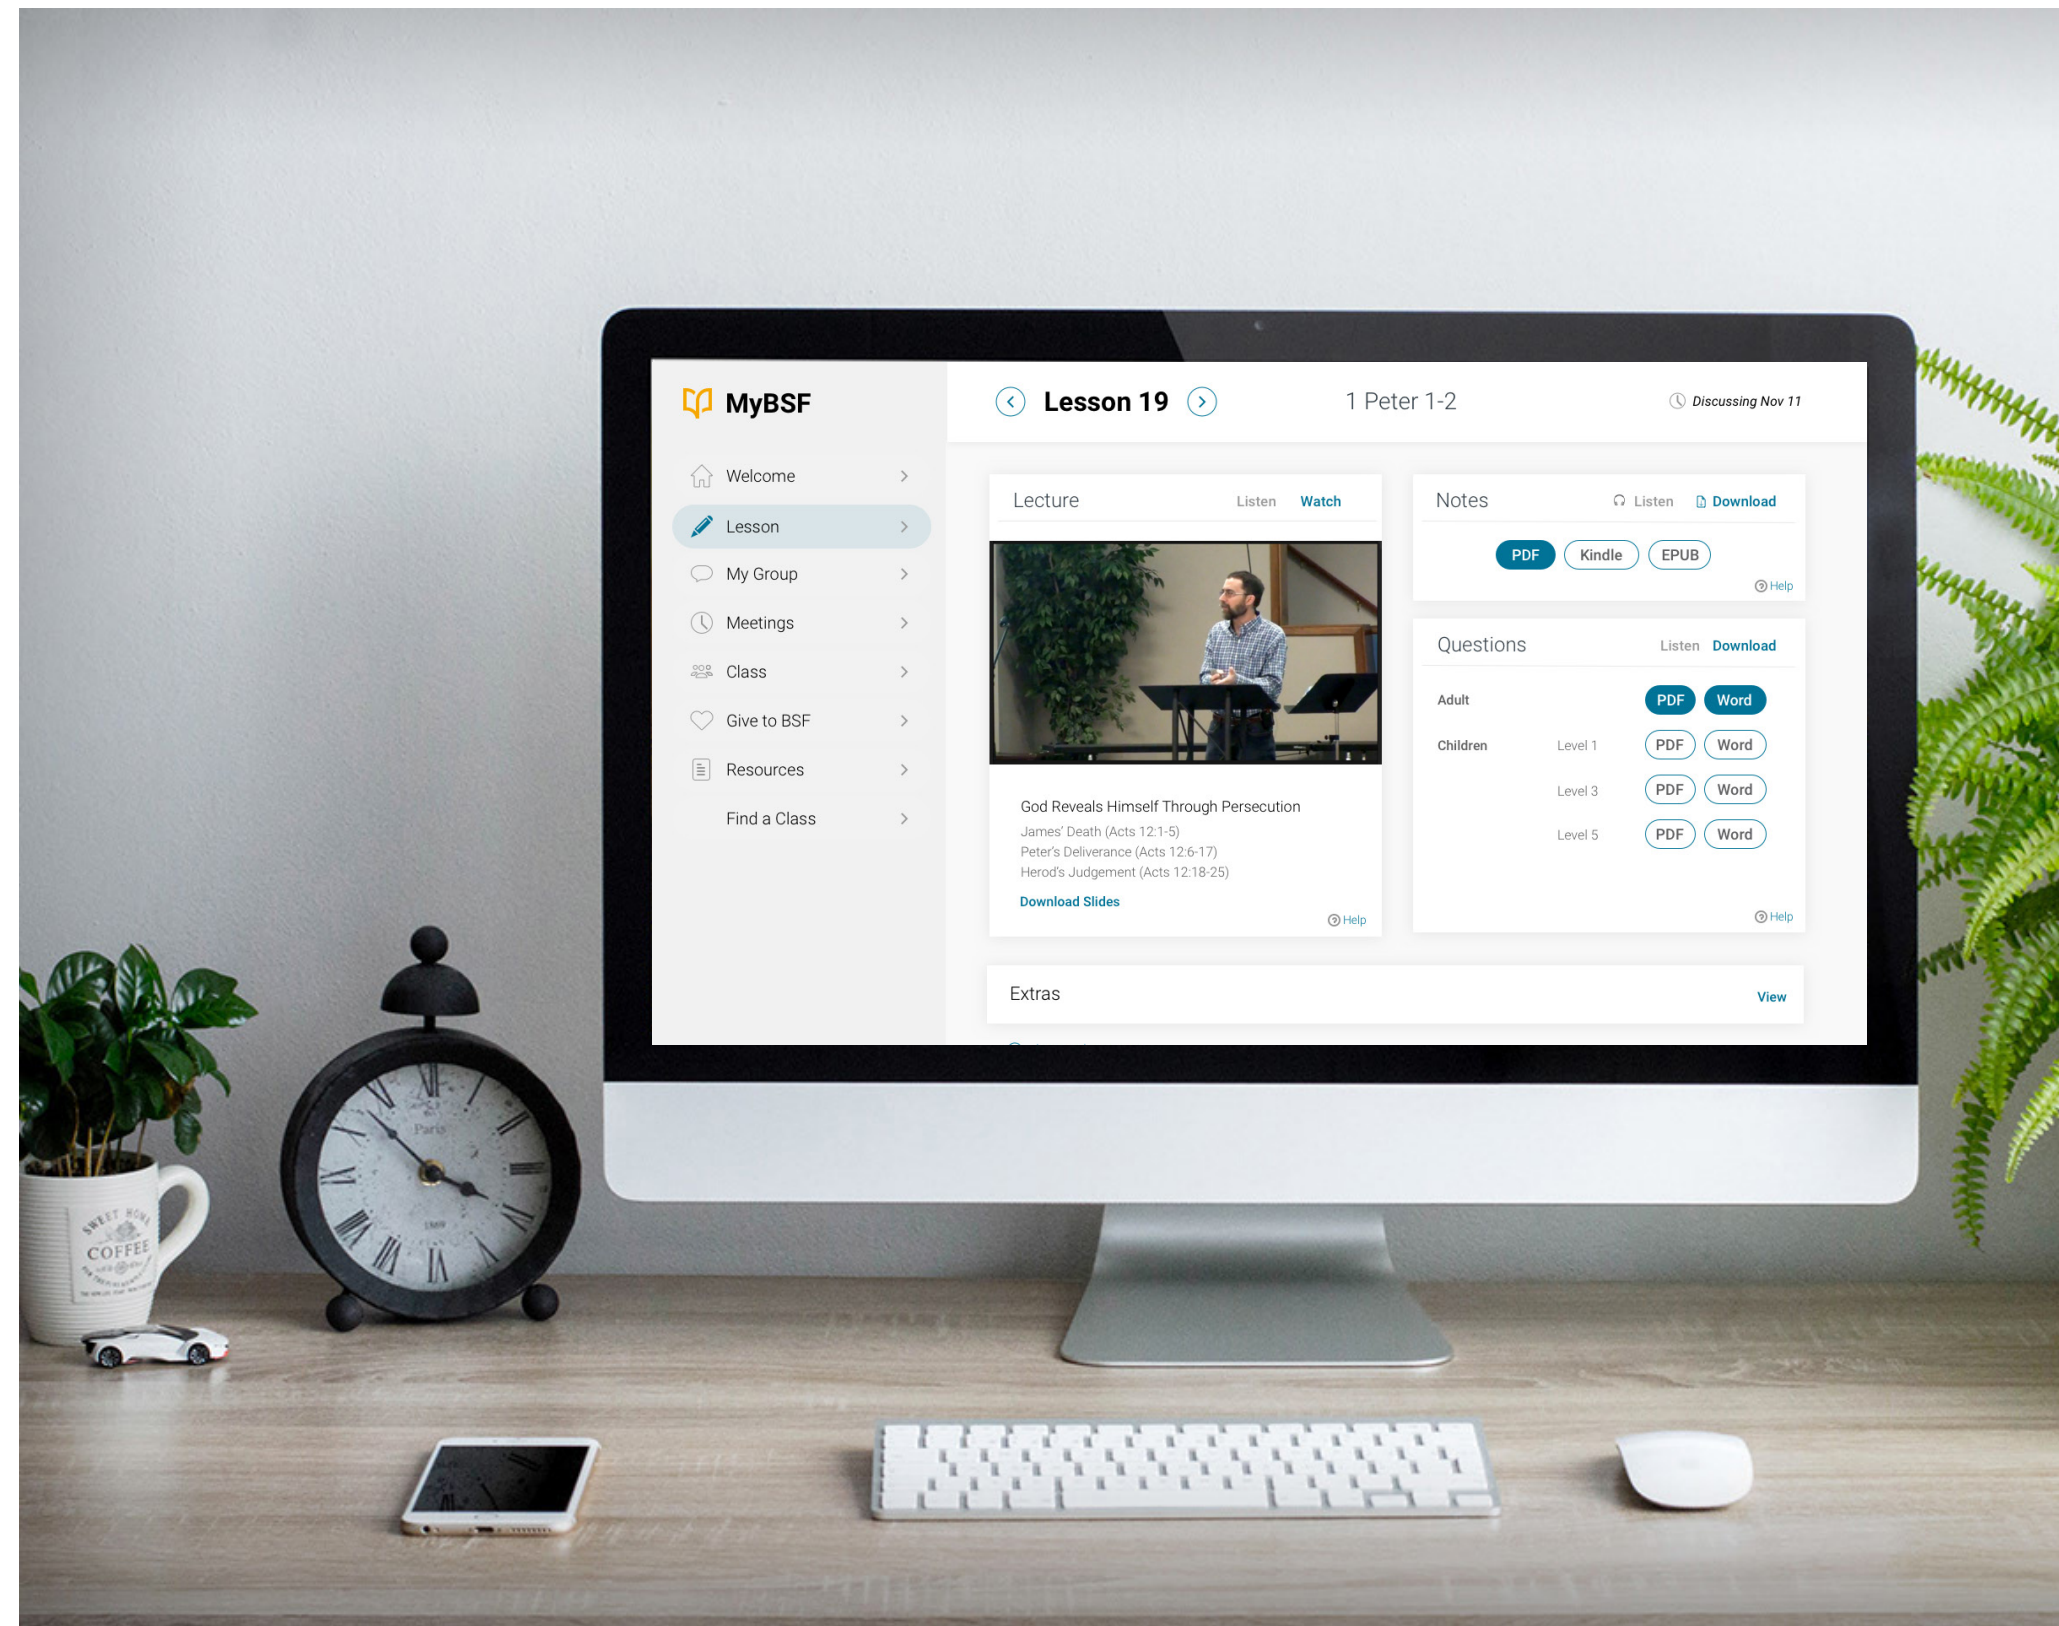 MyBSF
Welcome
Lesson
My Group
Meetings
Class
Give to BSF
Resources
Find a Class
Lesson 19
1 Peter 1-2
Discussing Nov 11
Lecture
Listen Watch
God Reveals Himself Through Persecution
James’ Death (Acts 12:1-5)
Peter’s Deliverance (Acts 12:6-17)
Herod’s Judgement (Acts 12:18-25)
Download Slides
Help
Notes
Listen Download
PDF Kindle EPUB
Help
Questions
Listen Download
Adult PDF Word
Children Level 1 PDF Word
Level 3 PDF Word
Level 5 PDF Word
Help
Extras
View
Paris
1869
SWEET HOME
COFFEE